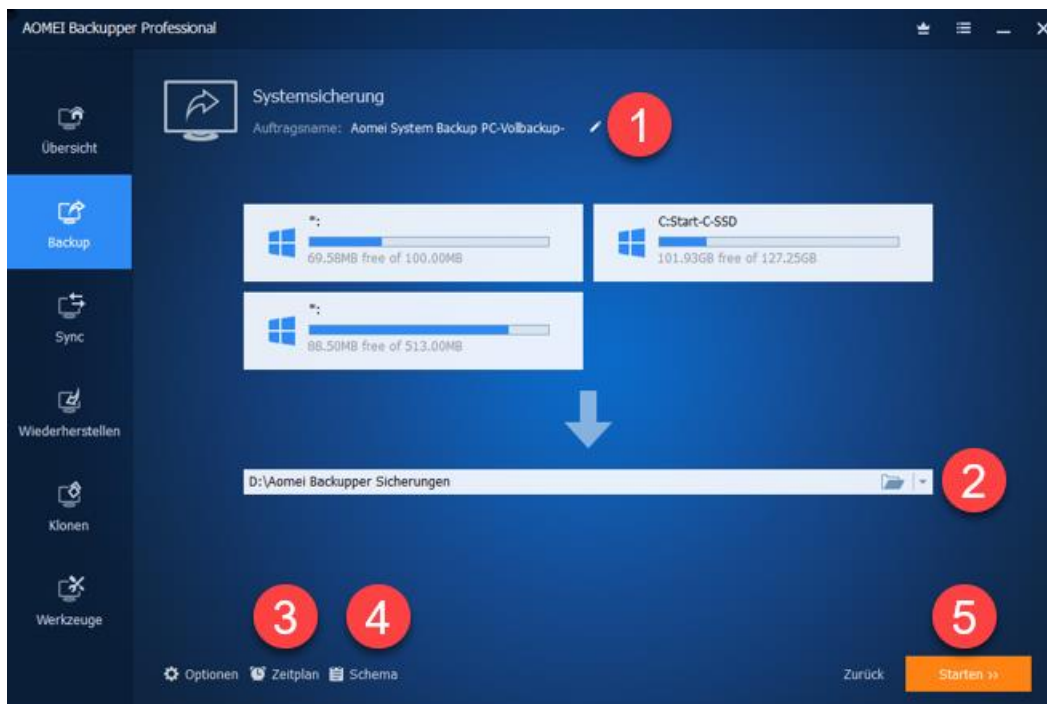 AOMEI Backupper Professional
Übersicht
Backup
Sync
Wiederherstellen
Klonen
Werkzeuge
Systemsicherung
Auftragsname: Aomei System Backup PC-Vollbackup-
1
*:
69.58MB free of 100.00MB
C:Start-C-SSD
101.93GB free of 127.25GB
*:
88.50MB free of 513.00MB
D:\Aomei Backupper Sicherungen
2
3
4
5
Optionen
Zeitplan
Schema
Zurück
Starten >>